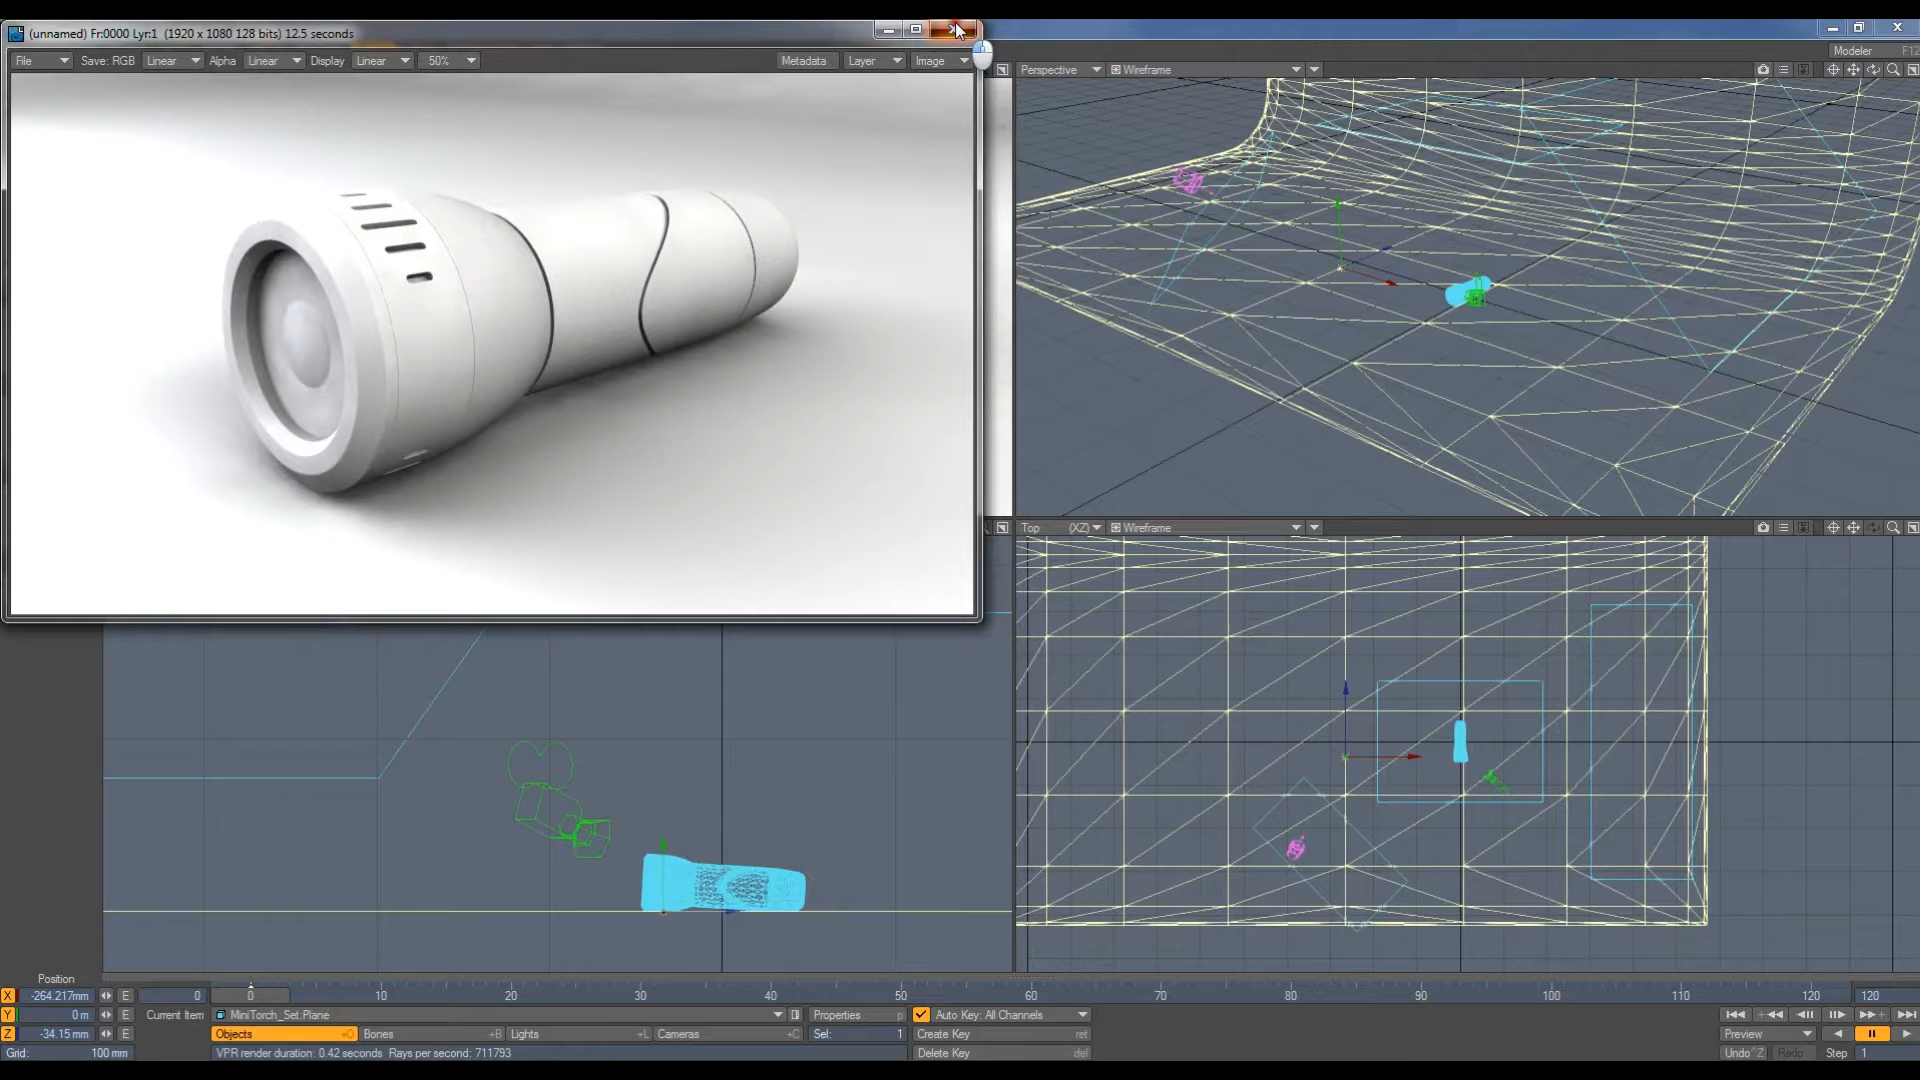 (unnamed) Fr:0000 Lyr:1 (1920 x 1080 128 bits) 12.5 seconds
File Save: RGB Linear Alpha Linear Display Linear 50% Metadata Layer Image
Modeler F12
Perspective Wireframe
Top (XZ) Wireframe
Position
X -264.217mm E 0 0 10 20 30 40 50 60 70 80 90 100 110 120 120
Y 0 m E Current Item MiniTorch_Set:Plane Properties p Auto Key: All Channels
Z -34.15 mm E Objects +O Bones +B Lights +L Cameras +C Sel: 1 Create Key ret Preview
Grid: 100 mm VPR render duration: 0.42 seconds Rays per second: 711793 Delete Key del Undo ^Z Redo Step 1